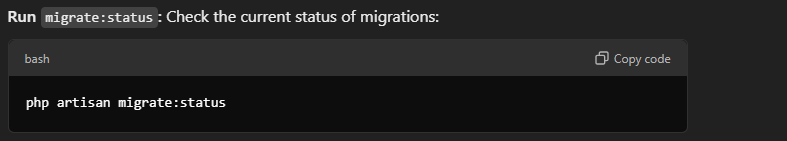 Run migrate:status: Check the current status of migrations:
bash Copy code
php artisan migrate:status